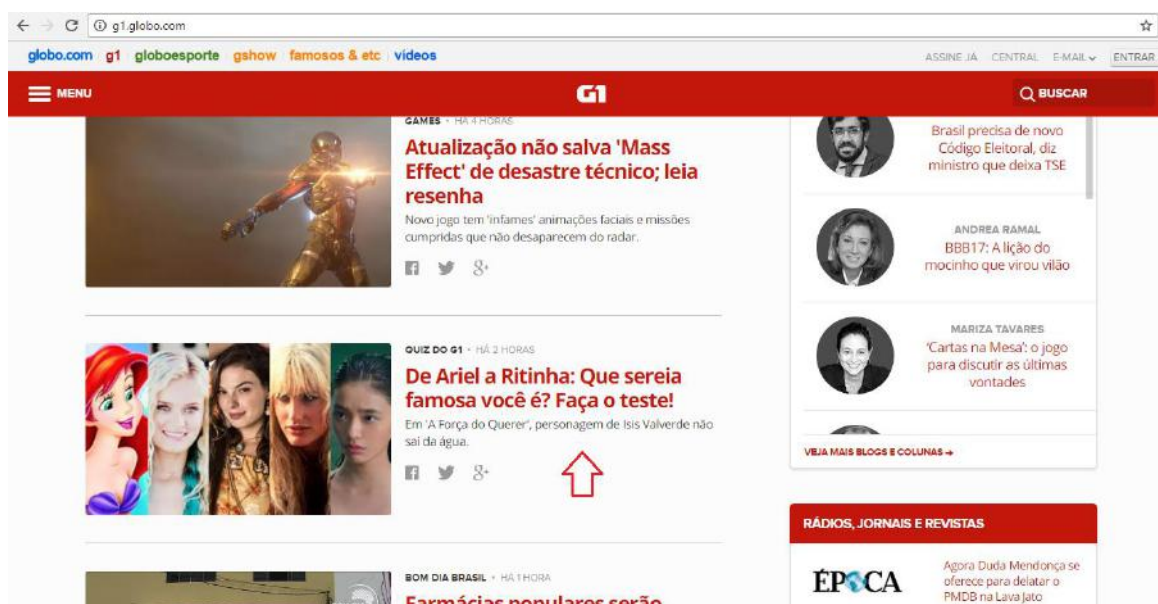 g1.globo.com
globo.com g1 globoesporte gshow famosos & etc vídeos
ASSINE JÁ CENTRAL E-MAIL ENTRAR
MENU
G1
BUSCAR
GAMES • HÁ 4 HORAS
Atualização não salva 'Mass
Effect' de desastre técnico; leia
resenha
Novo jogo tem 'infames' animações faciais e missões
cumpridas que não desaparecem do radar.
QUIZ DO G1 • HÁ 2 HORAS
De Ariel a Ritinha: Que sereia
famosa você é? Faça o teste!
Em 'A Força do Querer', personagem de Isis Valverde não
sai da água.
BOM DIA BRASIL • HÁ 1 HORA
Farmácias populares serão
Brasil precisa de novo
Código Eleitoral, diz
ministro que deixa TSE
ANDREA RAMAL
BBB17: A lição do
mocinho que virou vilão
MARIZA TAVARES
'Cartas na Mesa': o jogo
para discutir as últimas
vontades
VEJA MAIS BLOGS E COLUNAS →
RÁDIOS, JORNAIS E REVISTAS
ÉPOCA
Agora Duda Mendonça se
oferece para delatar o
PMDB na Lava Jato